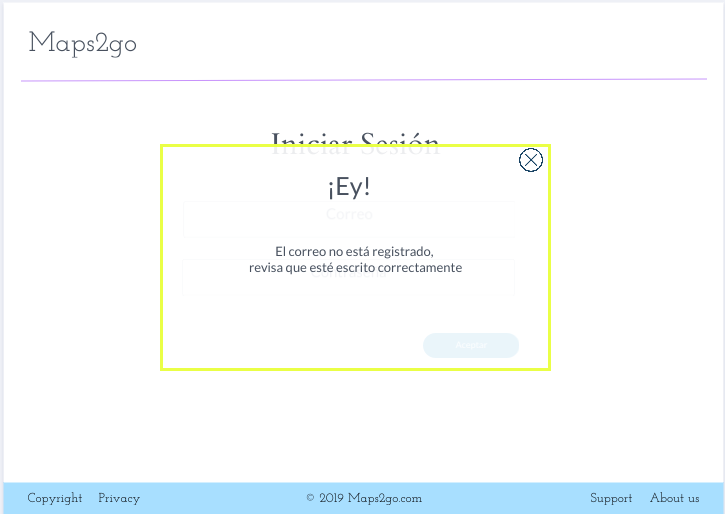 Maps2go
Iniciar Sesión
¡Ey!
Correo
El correo no está registrado,
revisa que esté escrito correctamente
Aceptar
Copyright Privacy © 2019 Maps2go.com Support About us